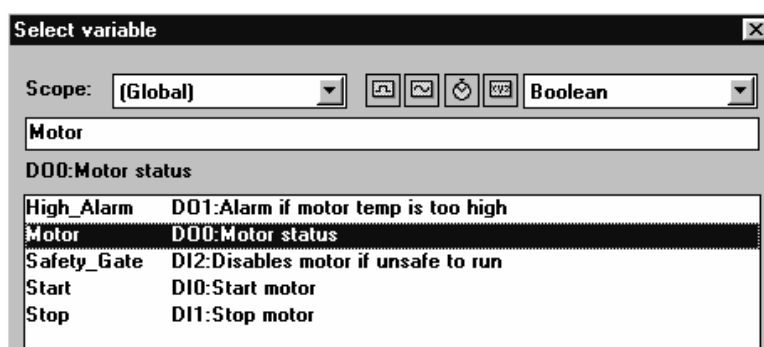 Select variable
Scope: (Global) Boolean
Motor
DO0:Motor status
High_Alarm DO1:Alarm if motor temp is too high
Motor DO0:Motor status
Safety_Gate DI2:Disables motor if unsafe to run
Start DI0:Start motor
Stop DI1:Stop motor